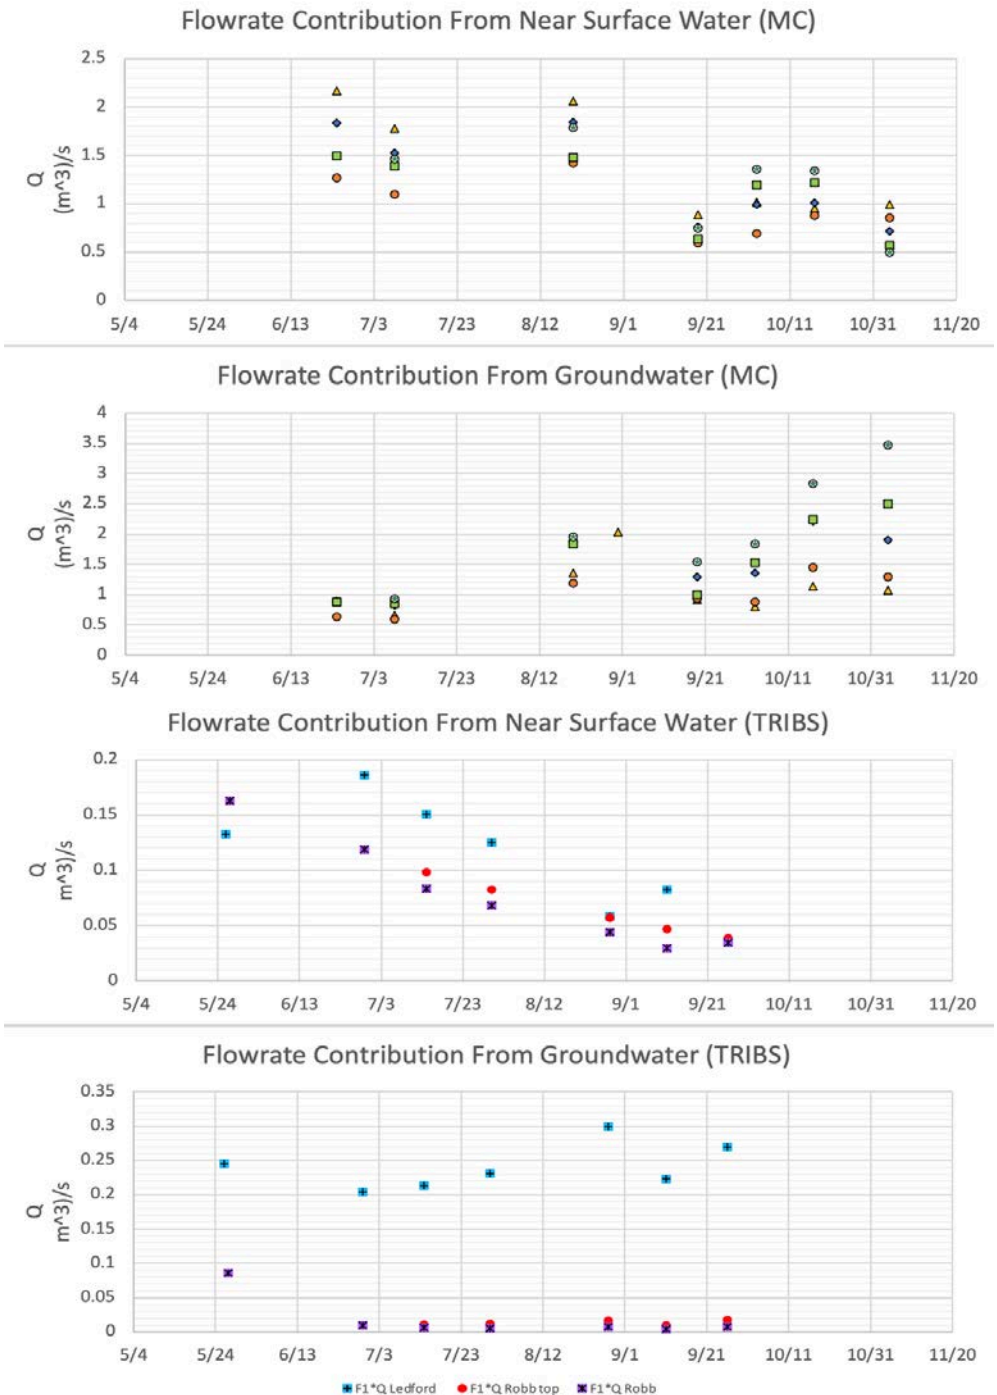 Flowrate Contribution From Near Surface Water (MC)
2.5
2
1.5
1
0.5
0
Q
(m^3)/s
5/4 5/24 6/13 7/3 7/23 8/12 9/1 9/21 10/11 10/31 11/20
Flowrate Contribution From Groundwater (MC)
4
3.5
3
2.5
2
1.5
1
0.5
0
Q
(m^3)/s
5/4 5/24 6/13 7/3 7/23 8/12 9/1 9/21 10/11 10/31 11/20
Flowrate Contribution From Near Surface Water (TRIBS)
0.2
0.15
0.1
0.05
0
Q
m^3)/s
5/4 5/24 6/13 7/3 7/23 8/12 9/1 9/21 10/11 10/31 11/20
Flowrate Contribution From Groundwater (TRIBS)
0.35
0.3
0.25
0.2
0.15
0.1
0.05
0
Q
m^3)/s
5/4 5/24 6/13 7/3 7/23 8/12 9/1 9/21 10/11 10/31 11/20
F1*Q Ledford F1*Q Robb top F1*Q Robb